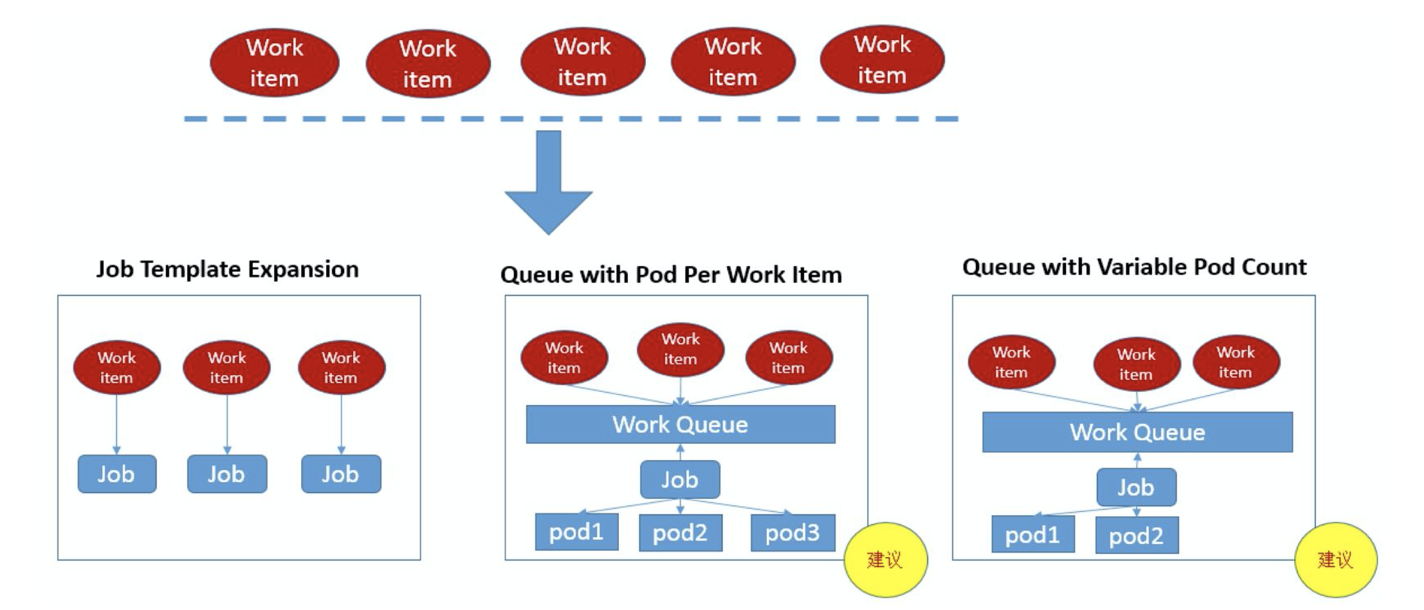 Work
item
Work
item
Work
item
Work
item
Work
item
Job Template Expansion
Work
item
Work
item
Work
item
Job
Job
Job
Queue with Pod Per Work Item
Work
item
Work
item
Work
item
Work Queue
Job
pod1
pod2
pod3
建议
Queue with Variable Pod Count
Work
item
Work
item
Work
item
Work Queue
Job
pod1
pod2
建议